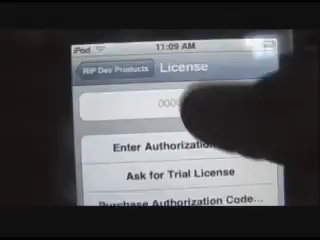 iPod 11:09 AM
RiP Dev Products License
Enter Authorization
Ask for Trial License
Purchase Authorization Code...